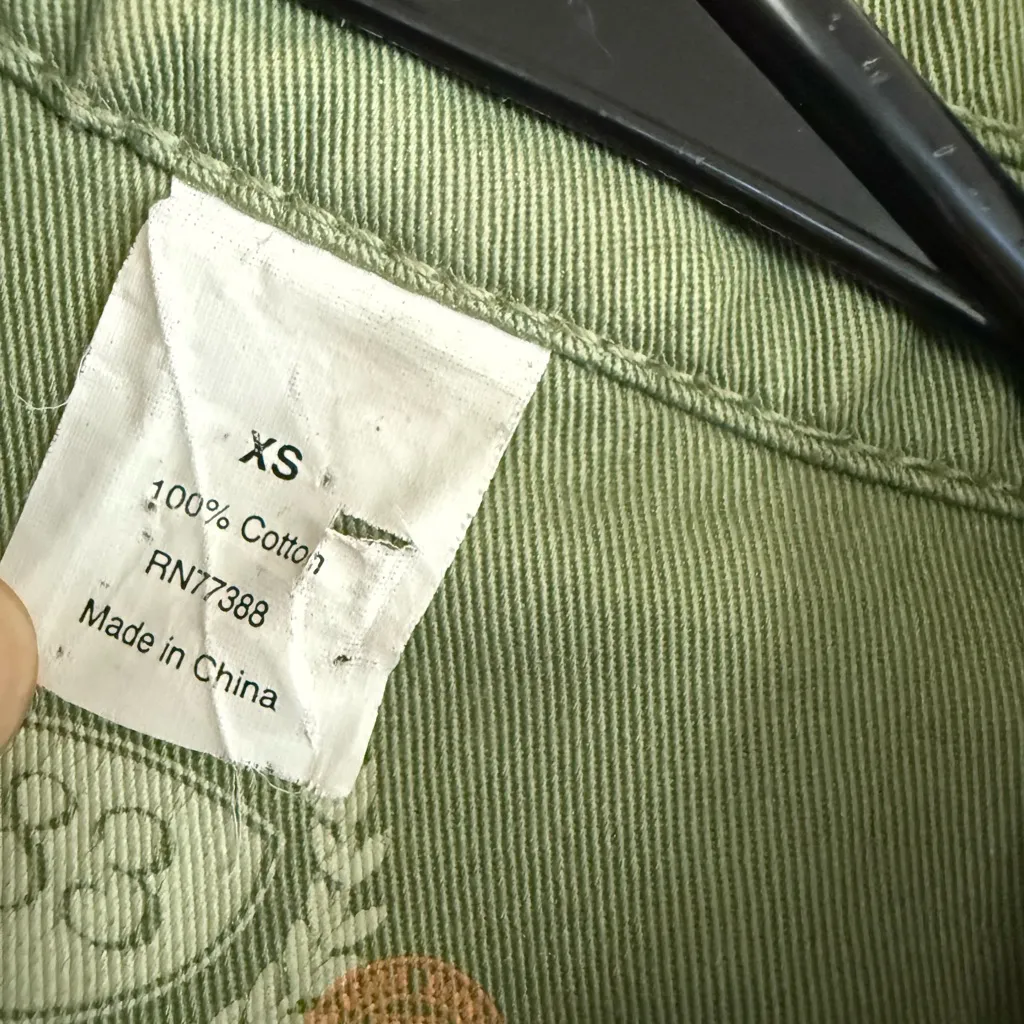 XS
100% Cotton
RN77388
Made in China